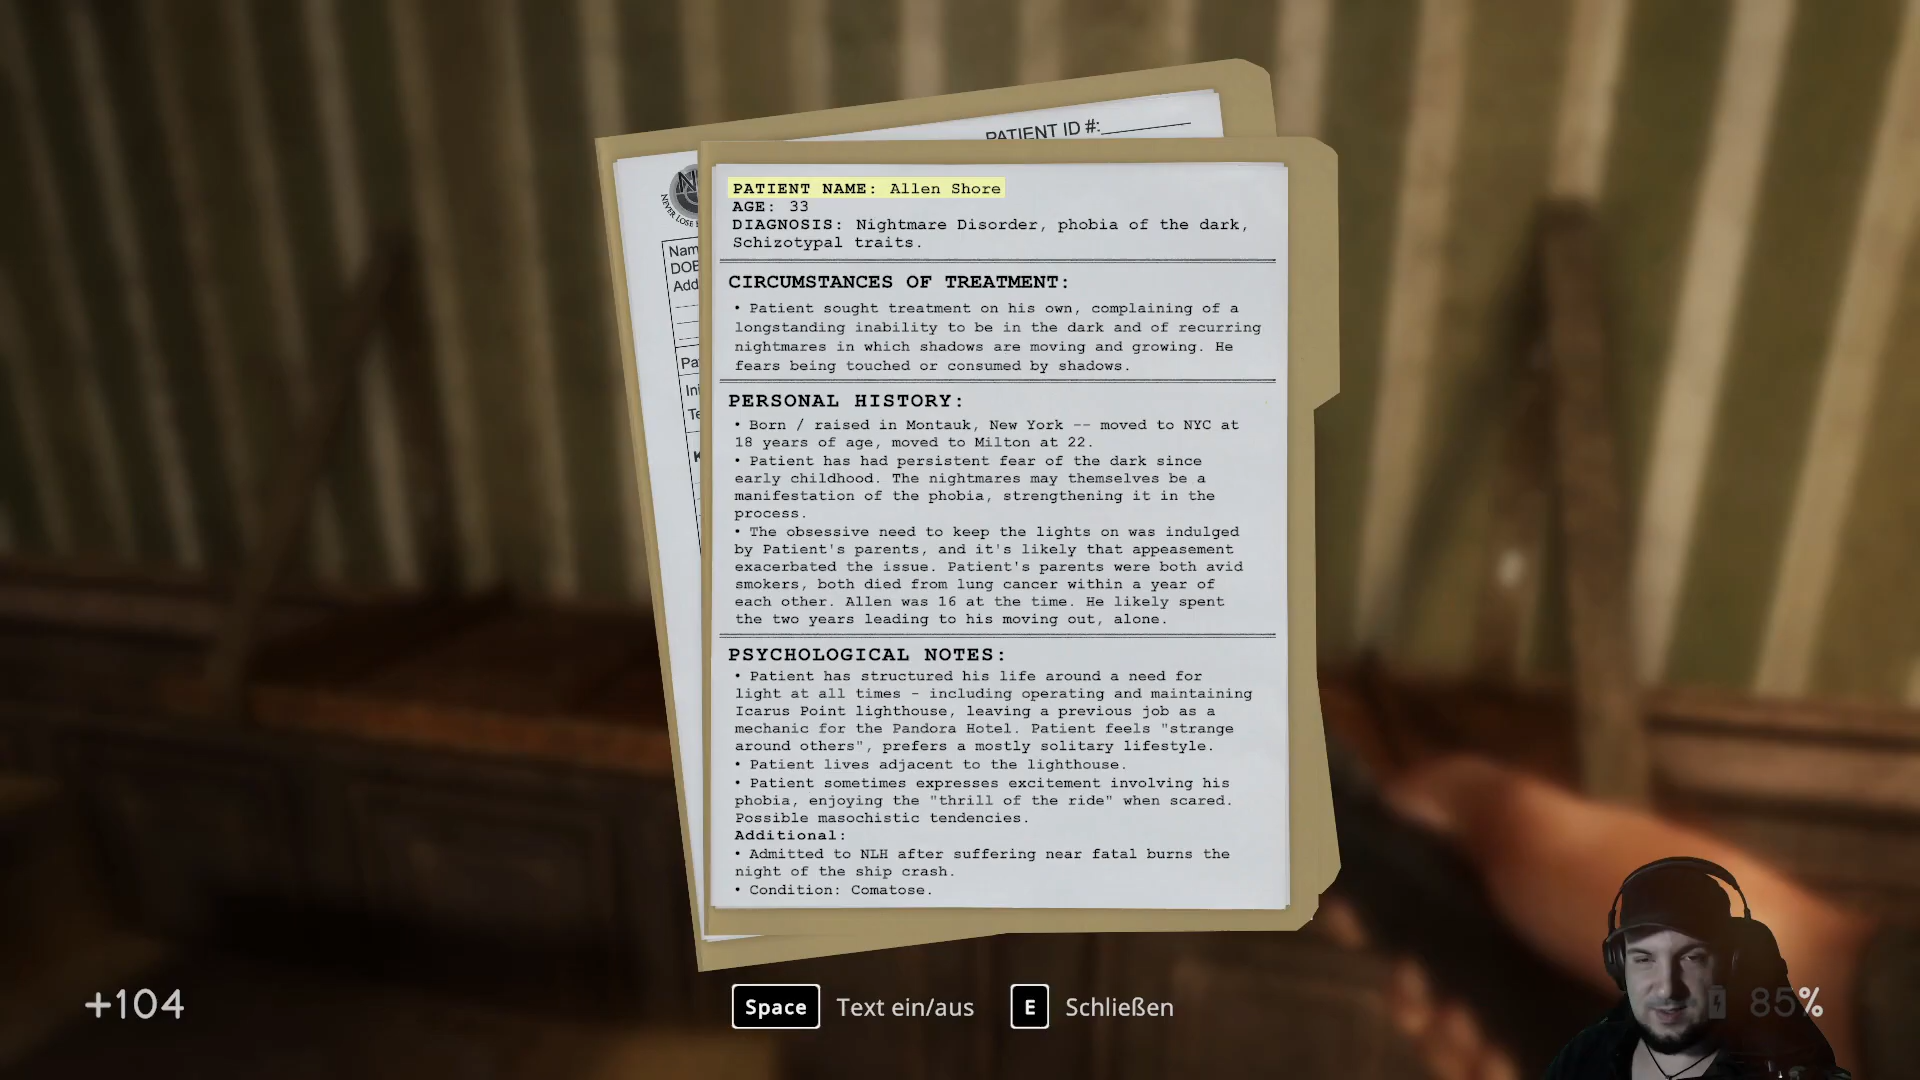 PATIENT ID #:
NEVER LOSE
Nam
DOB
Add
Pa
Ini
Te
PATIENT NAME: Allen Shore
AGE: 33
DIAGNOSIS: Nightmare Disorder, phobia of the dark,
Schizotypal traits.
CIRCUMSTANCES OF TREATMENT:
• Patient sought treatment on his own, complaining of a
longstanding inability to be in the dark and of recurring
nightmares in which shadows are moving and growing. He
fears being touched or consumed by shadows.
PERSONAL HISTORY:
• Born / raised in Montauk, New York -- moved to NYC at
18 years of age, moved to Milton at 22.
• Patient has had persistent fear of the dark since
early childhood. The nightmares may themselves be a
manifestation of the phobia, strengthening it in the
process.
• The obsessive need to keep the lights on was indulged
by Patient's parents, and it's likely that appeasement
exacerbated the issue. Patient's parents were both avid
smokers, both died from lung cancer within a year of
each other. Allen was 16 at the time. He likely spent
the two years leading to his moving out, alone.
PSYCHOLOGICAL NOTES:
• Patient has structured his life around a need for
light at all times - including operating and maintaining
Icarus Point lighthouse, leaving a previous job as a
mechanic for the Pandora Hotel. Patient feels "strange
around others", prefers a mostly solitary lifestyle.
• Patient lives adjacent to the lighthouse.
• Patient sometimes expresses excitement involving his
phobia, enjoying the "thrill of the ride" when scared.
Possible masochistic tendencies.
Additional:
• Admitted to NLH after suffering near fatal burns the
night of the ship crash.
• Condition: Comatose.
+104
Space Text ein/aus E Schließen
85%